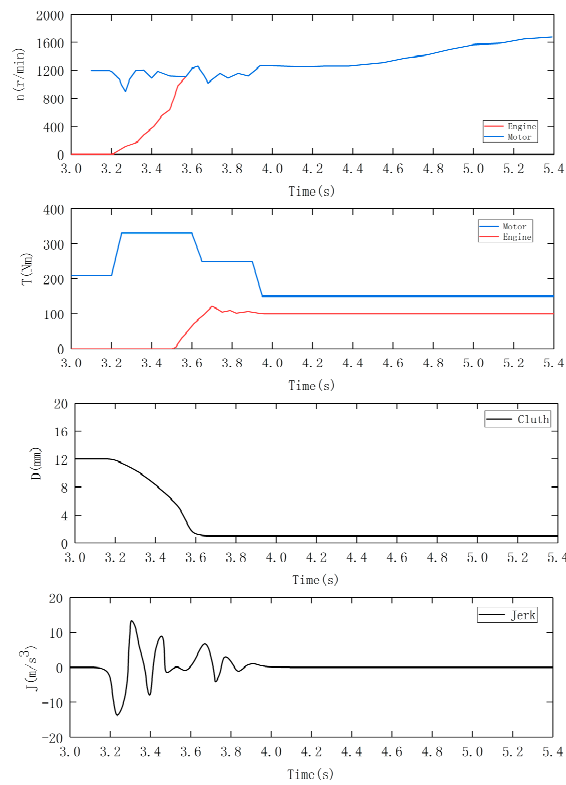 2000
1600
1200
800
400
0
n(r/min)
Engine
Motor
3.0 3.2 3.4 3.6 3.8 4.0 4.2 4.4 4.6 4.8 5.0 5.2 5.4
Time(s)
400
300
200
100
0
T(Nm)
Motor
Engine
3.0 3.2 3.4 3.6 3.8 4.0 4.2 4.4 4.6 4.8 5.0 5.2 5.4
Time(s)
20
16
12
8
4
0
D(mm)
Cluth
3.0 3.2 3.4 3.6 3.8 4.0 4.2 4.4 4.6 4.8 5.0 5.2 5.4
Time(s)
20
10
0
-10
-20
J(m/s³)
Jerk
3.0 3.2 3.4 3.6 3.8 4.0 4.2 4.4 4.6 4.8 5.0 5.2 5.4
Time(s)